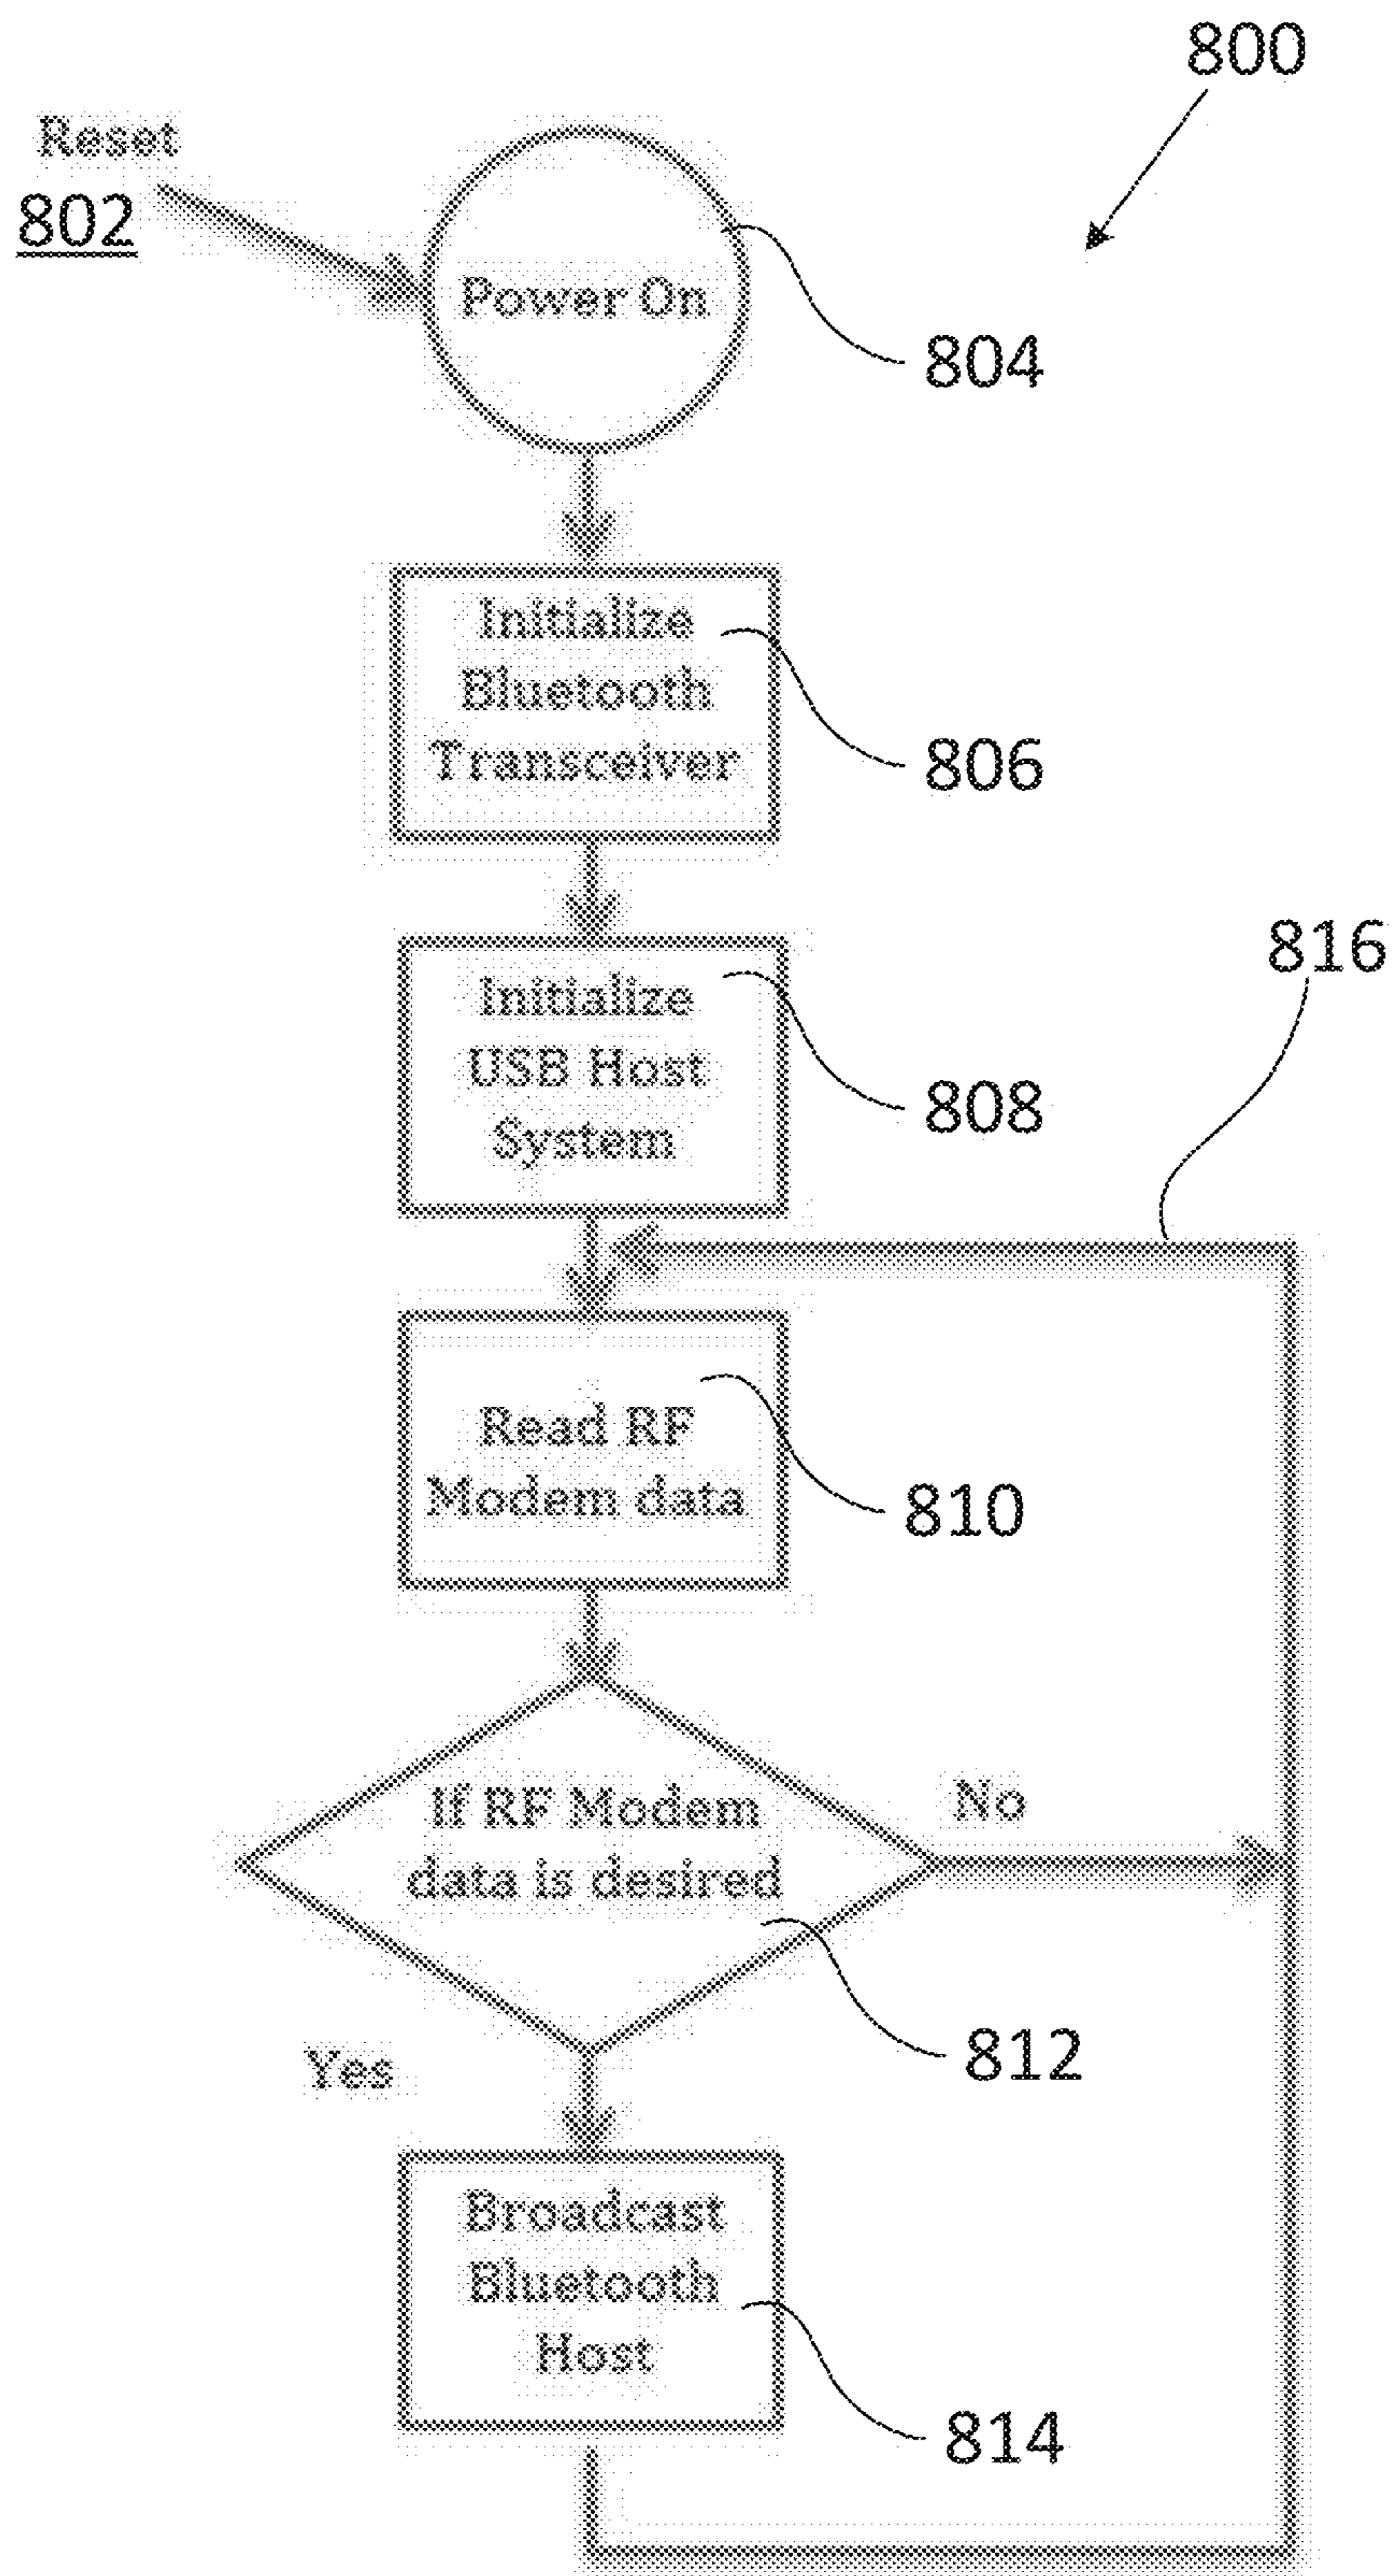 800
Reset
802
Power On
804
Initialize
Bluetooth
Transceiver
806
816
Initialize
USB Host
System
808
Read RF
Modem data
810
If RF Modem
data is desired
No
812
Yes
Broadcast
Bluetooth
Host
814